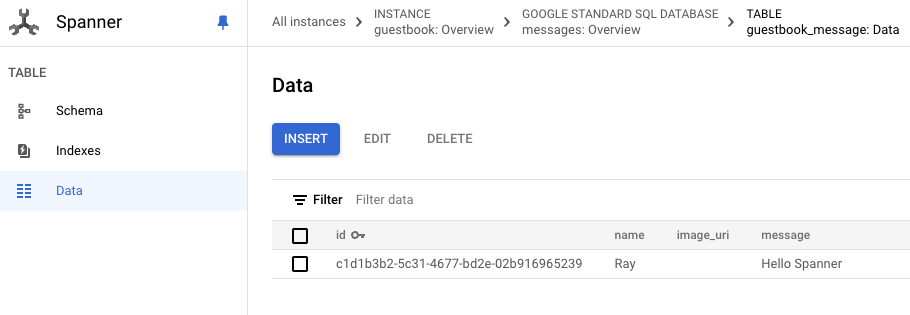 Spanner
All instances
INSTANCE
guestbook: Overview
GOOGLE STANDARD SQL DATABASE
messages: Overview
TABLE
guestbook_message: Data
TABLE
Schema
Indexes
Data
Data
INSERT EDIT DELETE
Filter Filter data
id name image_uri message
c1d1b3b2-5c31-4677-bd2e-02b916965239 Ray Hello Spanner